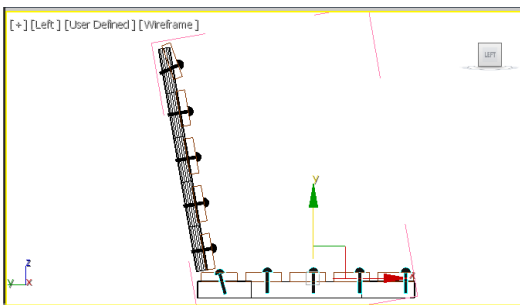 [+] [Left] [User Defined] [Wireframe]
LEFT
y
x
z
y
x